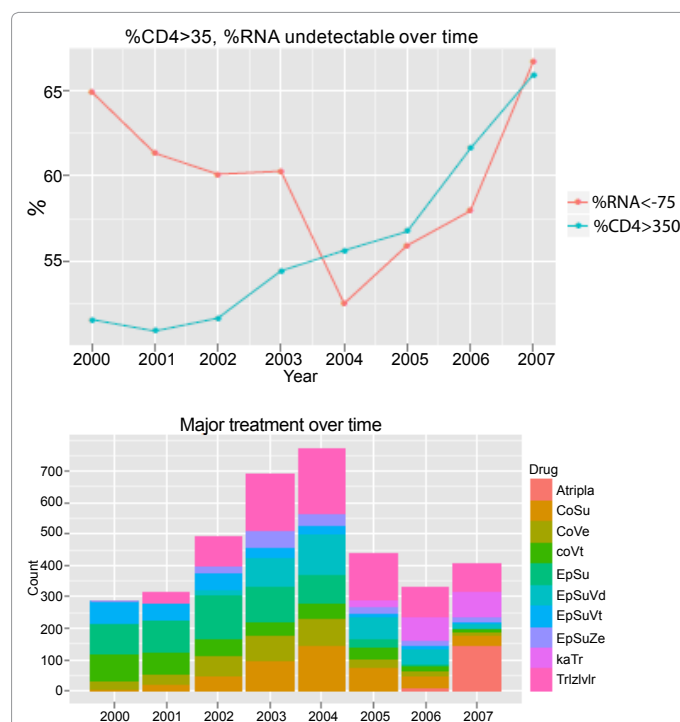 %CD4>35, %RNA undetectable over time
65
60
55
%
2000 2001 2002 2003 2004 2005 2006 2007
Year
%RNA<-75
%CD4>350
Major treatment over time
700
600
500
400
300
200
100
0
Count
2000 2001 2002 2003 2004 2005 2006 2007
Drug
Atripla
CoSu
CoVe
coVt
EpSu
EpSuVd
EpSuVt
EpSuZe
kaTr
Trlzlvlr